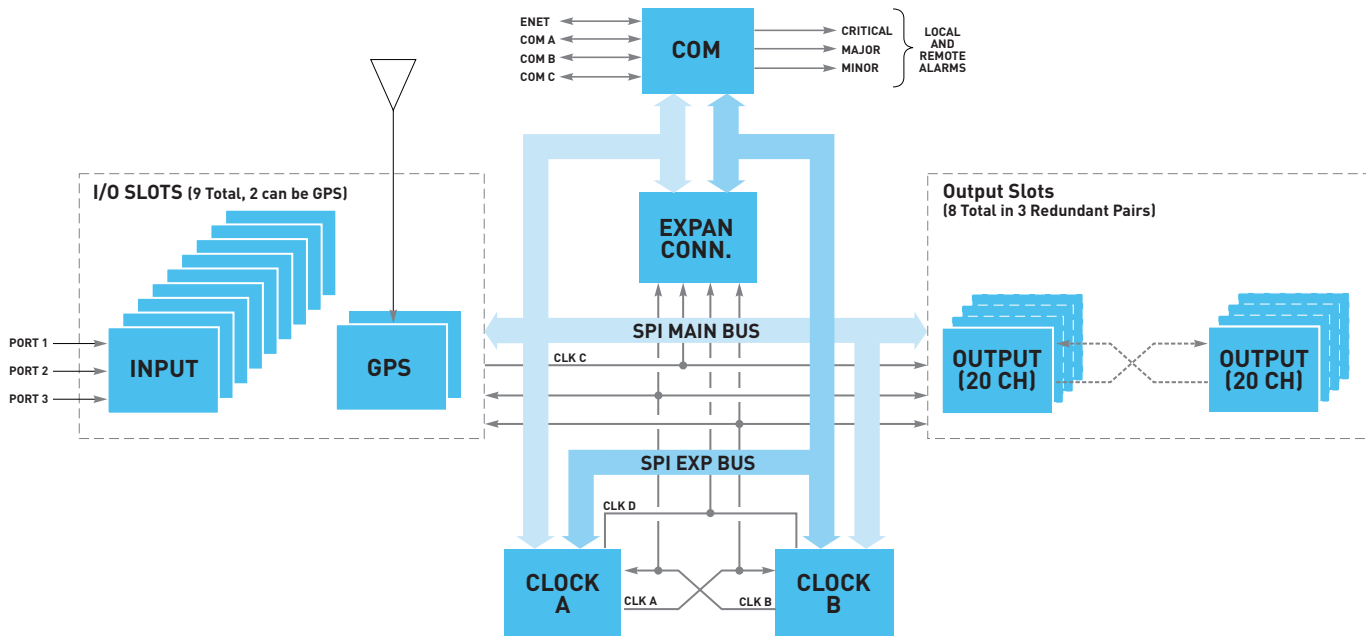 ENET
COM A
COM B
COM C
COM
CRITICAL
MAJOR
MINOR
LOCAL
AND
REMOTE
ALARMS
I/O SLOTS (9 Total, 2 can be GPS)
Output Slots
(8 Total in 3 Redundant Pairs)
EXPAN
CONN.
SPI MAIN BUS
PORT 1
PORT 2
PORT 3
INPUT
GPS
CLK C
OUTPUT
(20 CH)
OUTPUT
(20 CH)
SPI EXP BUS
CLK D
CLOCK
A
CLK A
CLK B
CLOCK
B